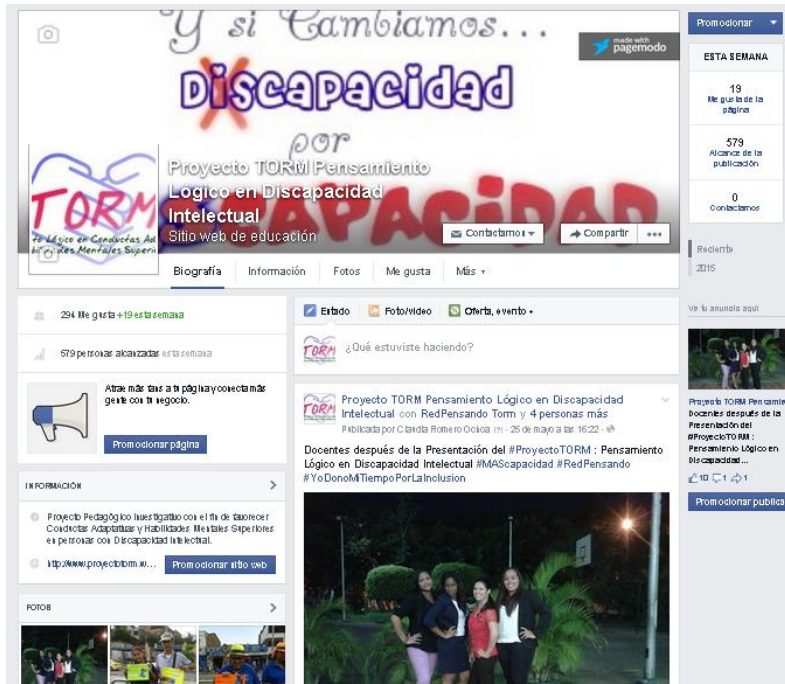 Y si Cambiamos...
DiscapaCidad
por
CAPACiDAD
made with
pagemodo
TORM
Proyecto TORM Pensamiento
Lógico en Discapacidad
Intelectual
Sitio web de educación
Contactarnos
Compartir
Biografía Información Fotos Me gusta Más
Promocionar
ESTA SEMANA
19
Me gusta de la
página
579
Alcance de la
publicación
0
Contactarnos
Reciente
2015
294 Me gusta +19 esta semana
579 personas alcanzadas esta semana
Atrae más fans a tu página y conecta más
gente con tu negocio.
Promocionar página
INFORMACIÓN
Proyecto Pedagógico Investigativo con el fin de favorecer
Conductas Adaptativas y Habilidades Mentales Superiores
en personas con Discapacidad Intelectual.
http://www.proyectotorm.w...
Promocionar sitio web
FOTOS
Estado Foto/video Oferta, evento +
TORM
¿Qué estuviste haciendo?
TORM
Proyecto TORM Pensamiento Lógico en Discapacidad
Intelectual con RedPensando Torm y 4 personas más
Publicada por Claudia Romero Ochoa [?] · 25 de mayo a las 16:22 ·
Docentes después de la Presentación del #ProyectoTORM : Pensamiento
Lógico en Discapacidad Intelectual #MAScapacidad #RedPensando
#YoDonoMiTiempoPorLaInclusion
Ve tu anuncio aquí
Proyecto TORM Pensamie
Docentes después de la
Presentación del
#ProyectoTORM :
Pensamiento Lógico en
Discapacidad...
10 1 1
Promocionar publica